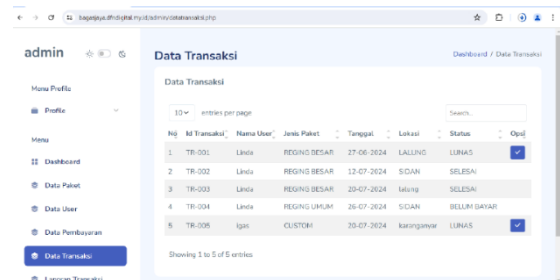 bagasjaya.dfndigital.my.id/admin/datatransaksi.php
admin
Data Transaksi
Dashboard / Data Transaksi
Menu Profile
Profile
Menu
Dashboard
Data Paket
Data User
Data Pembayaran
Data Transaksi
Laporan Transaksi
Data Transaksi
10 entries per page
Search...
No Id Transaksi Nama User Jenis Paket Tanggal Lokasi Status Opsi
1 TR-001 Linda REGING BESAR 27-06-2024 LALUNG LUNAS
2 TR-002 Linda REGING BESAR 12-07-2024 SIDAN SELESAI
3 TR-003 Linda REGING BESAR 20-07-2024 lalung SELESAI
4 TR-004 Linda REGING UMUM 26-07-2024 SIDAN BELUM BAYAR
5 TR-005 igas CUSTOM 20-07-2024 karanganyar LUNAS
Showing 1 to 5 of 5 entries